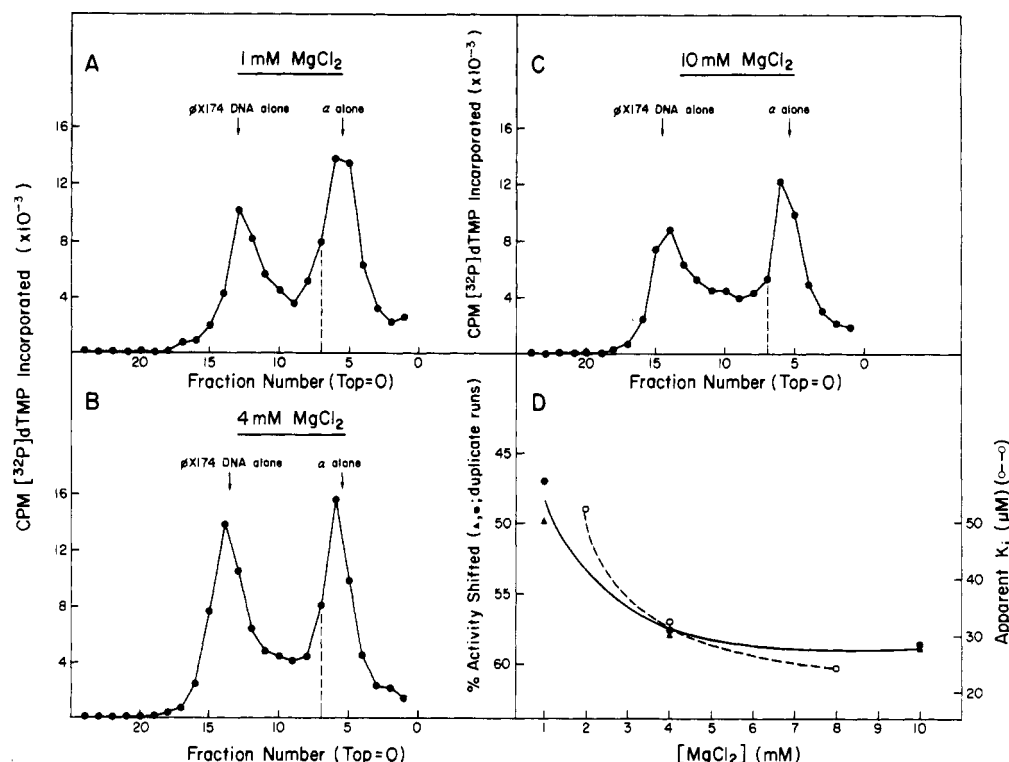 A
1 mM MgCl₂
øX174 DNA alone
α alone
16
12
8
4
20 15 10 5 0
Fraction Number (Top=0)
CPM [³²P]dTMP Incorporated (x10⁻³)
B
4 mM MgCl₂
øX174 DNA alone
α alone
16
12
8
4
20 15 10 5 0
Fraction Number (Top=0)
C
10 mM MgCl₂
øX174 DNA alone
α alone
CPM [³²P]dTMP Incorporated (x10⁻³)
16
12
8
4
20 15 10 5 0
Fraction Number (Top=0)
D
% Activity Shifted (▲,●; duplicate runs)
45
50
55
60
Apparent Kᵢ (μM) (o--o)
50
40
30
20
1 2 3 4 5 6 7 8 9 10
[MgCl₂] (mM)